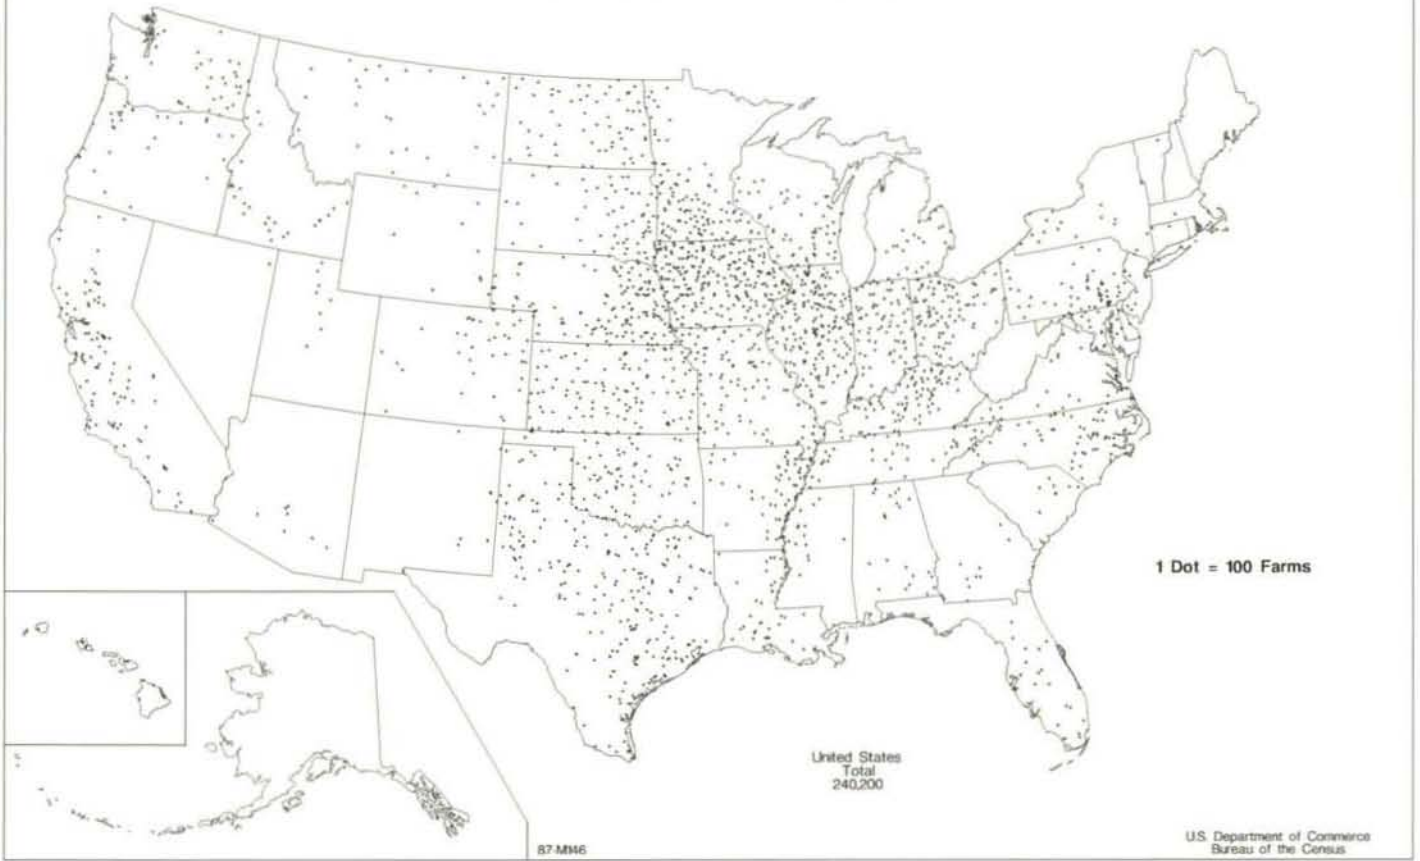 1 Dot = 100 Farms
United States
Total
240,200
87-M146
U.S. Department of Commerce
Bureau of the Census